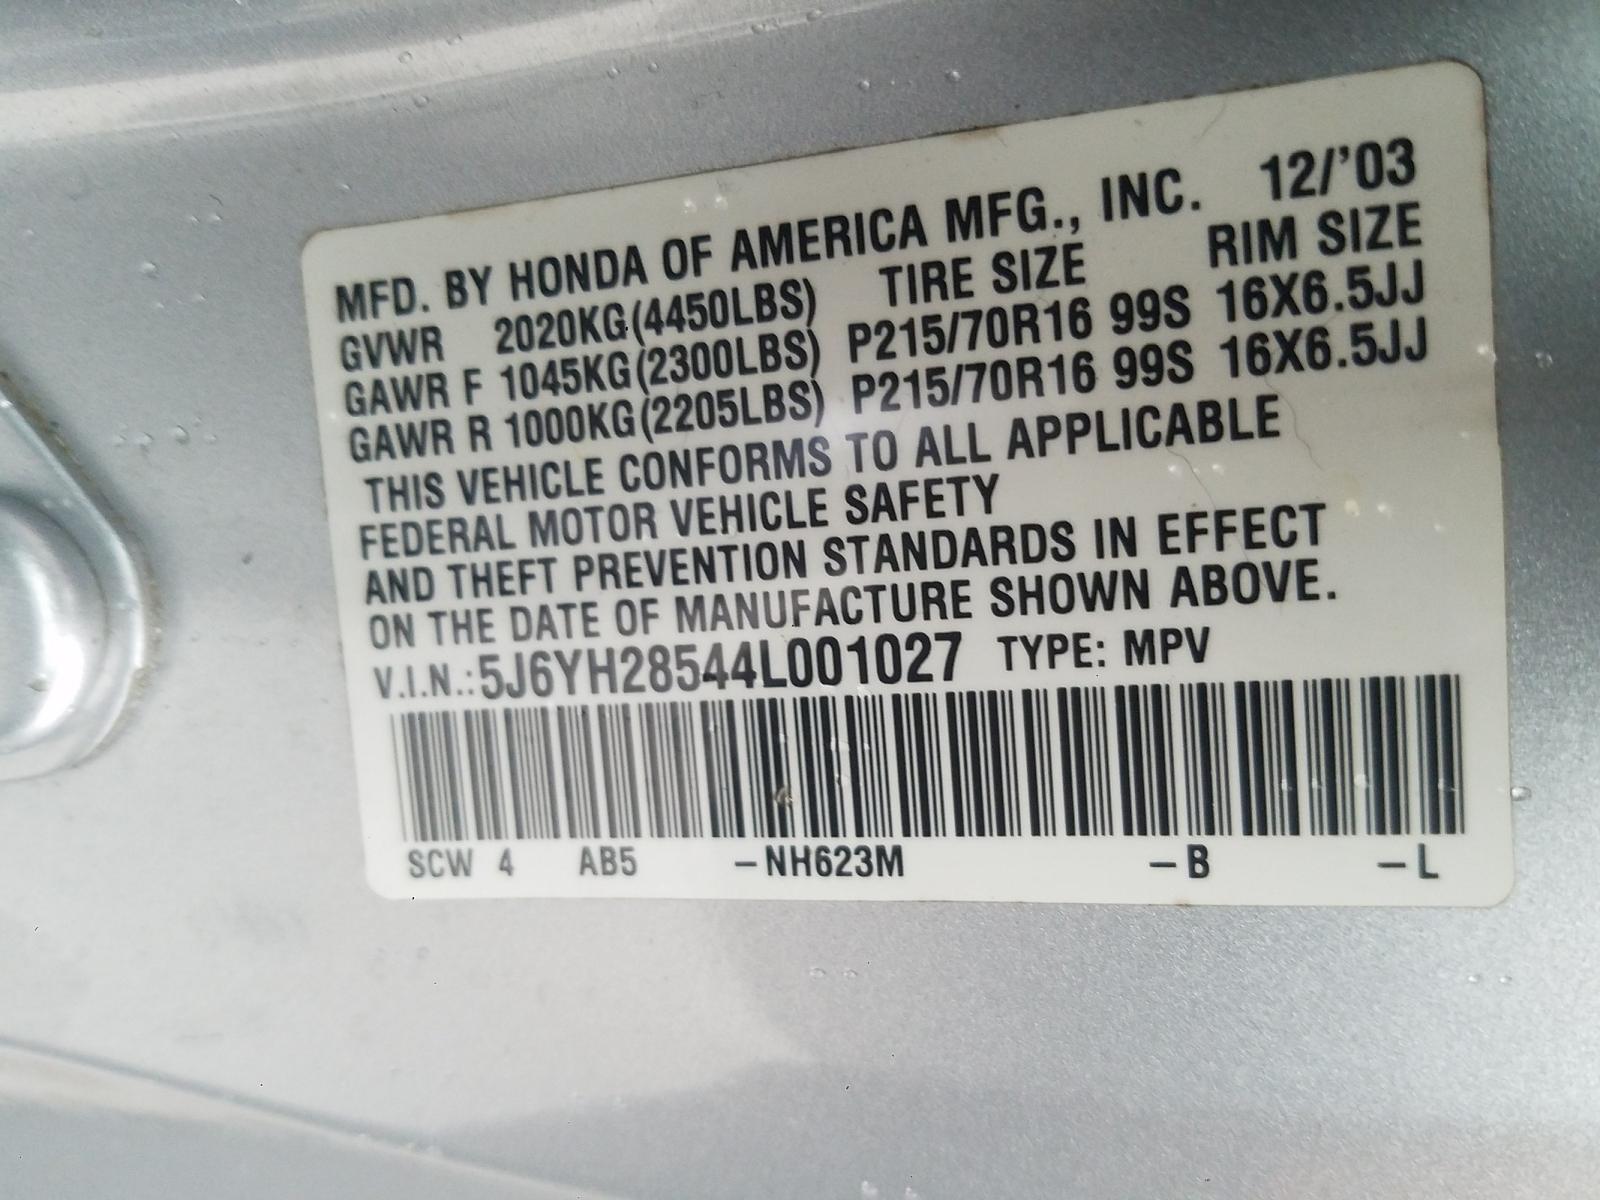 MFD. BY HONDA OF AMERICA MFG., INC. 12/'03
GVWR 2020KG(4450LBS) TIRE SIZE RIM SIZE
GAWR F 1045KG(2300LBS) P215/70R16 99S 16X6.5JJ
GAWR R 1000KG(2205LBS) P215/70R16 99S 16X6.5JJ
THIS VEHICLE CONFORMS TO ALL APPLICABLE
FEDERAL MOTOR VEHICLE SAFETY
AND THEFT PREVENTION STANDARDS IN EFFECT
ON THE DATE OF MANUFACTURE SHOWN ABOVE.
V.I.N.:5J6YH28544L001027 TYPE: MPV
SCW 4 AB5 -NH623M -B -L